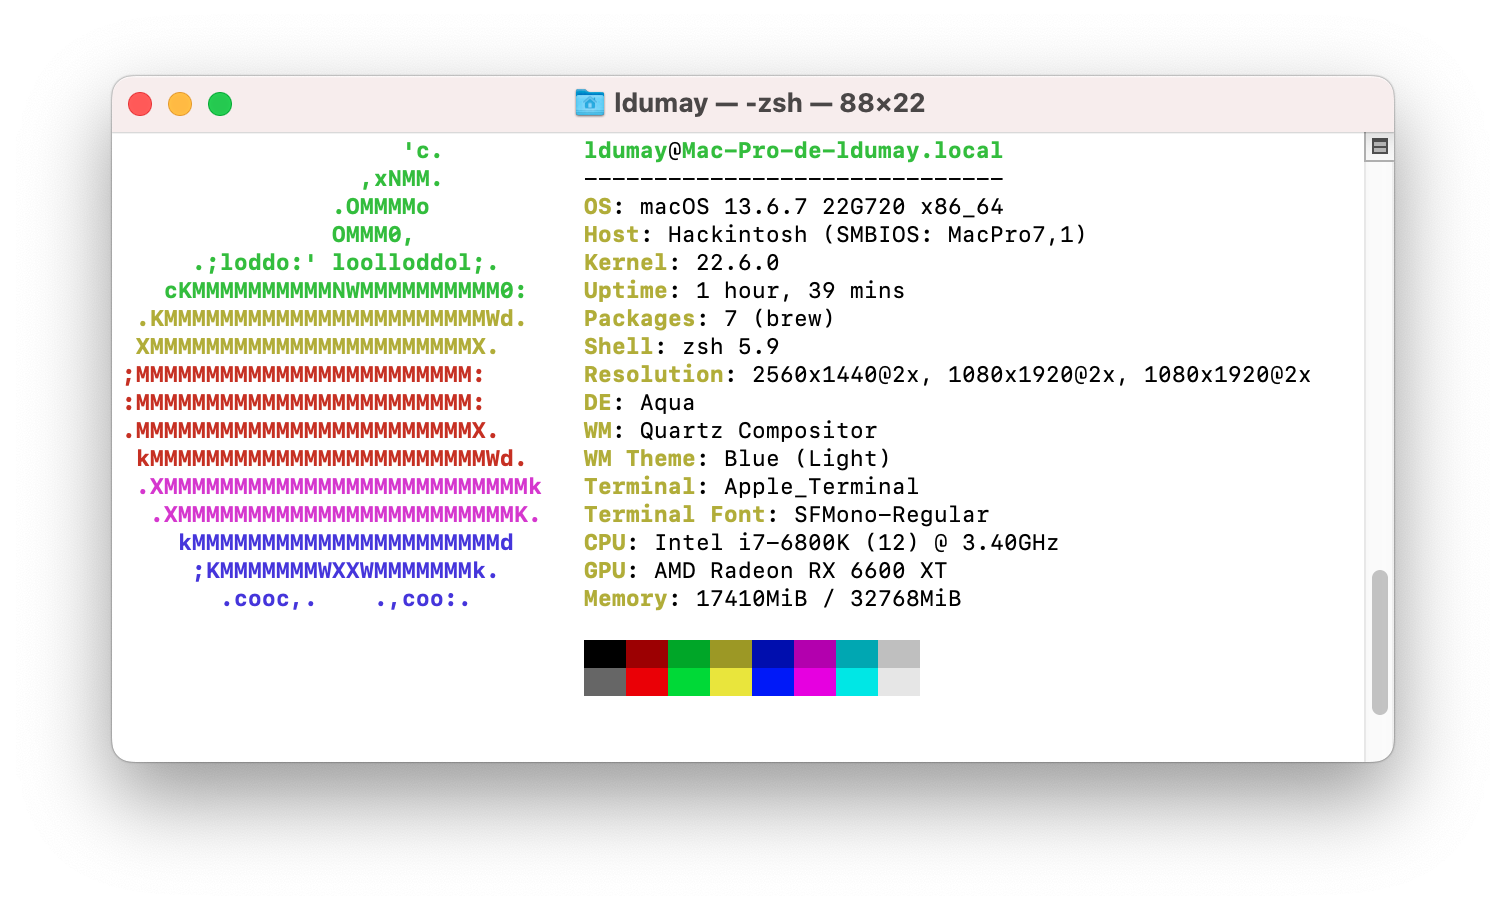 ldumay — -zsh — 88×22
                    'c.          ldumay@Mac-Pro-de-ldumay.local
                 ,xNMM.          ------------------------------
               .OMMMMo           OS: macOS 13.6.7 22G720 x86_64
               OMMM0,            Host: Hackintosh (SMBIOS: MacPro7,1)
     .;loddo:' loolloddol;.      Kernel: 22.6.0
   cKMMMMMMMMMMNWMMMMMMMMMM0:    Uptime: 1 hour, 39 mins
 .KMMMMMMMMMMMMMMMMMMMMMMMWd.    Packages: 7 (brew)
 XMMMMMMMMMMMMMMMMMMMMMMMX.      Shell: zsh 5.9
;MMMMMMMMMMMMMMMMMMMMMMMM:       Resolution: 2560x1440@2x, 1080x1920@2x, 1080x1920@2x
:MMMMMMMMMMMMMMMMMMMMMMMM:       DE: Aqua
.MMMMMMMMMMMMMMMMMMMMMMMMX.      WM: Quartz Compositor
 kMMMMMMMMMMMMMMMMMMMMMMMMWd.    WM Theme: Blue (Light)
 .XMMMMMMMMMMMMMMMMMMMMMMMMMMk   Terminal: Apple_Terminal
  .XMMMMMMMMMMMMMMMMMMMMMMMMK.   Terminal Font: SFMono-Regular
    kMMMMMMMMMMMMMMMMMMMMMMd     CPU: Intel i7-6800K (12) @ 3.40GHz
     ;KMMMMMMMWXXWMMMMMMMk.      GPU: AMD Radeon RX 6600 XT
       .cooc,.    .,coo:.        Memory: 17410MiB / 32768MiB